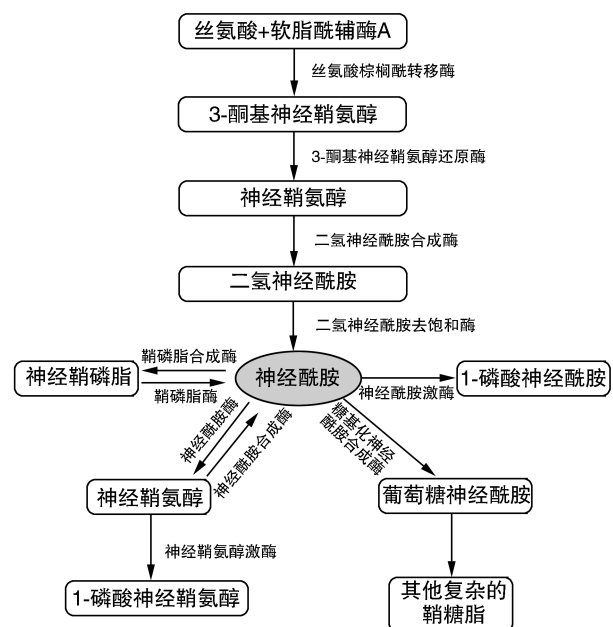 丝氨酸+软脂酰辅酶A
丝氨酸棕榈酰转移酶
3-酮基神经鞘氨醇
3-酮基神经鞘氨醇还原酶
神经鞘氨醇
二氢神经酰胺合成酶
二氢神经酰胺
二氢神经酰胺去饱和酶
神经鞘磷脂
鞘磷脂合成酶
鞘磷脂酶
神经酰胺
神经酰胺激酶
1-磷酸神经酰胺
神经酰胺酶
神经酰胺合成酶
糖基化神经
酰胺合成酶
神经鞘氨醇
葡萄糖神经酰胺
神经鞘氨醇激酶
1-磷酸神经鞘氨醇
其他复杂的
鞘糖脂